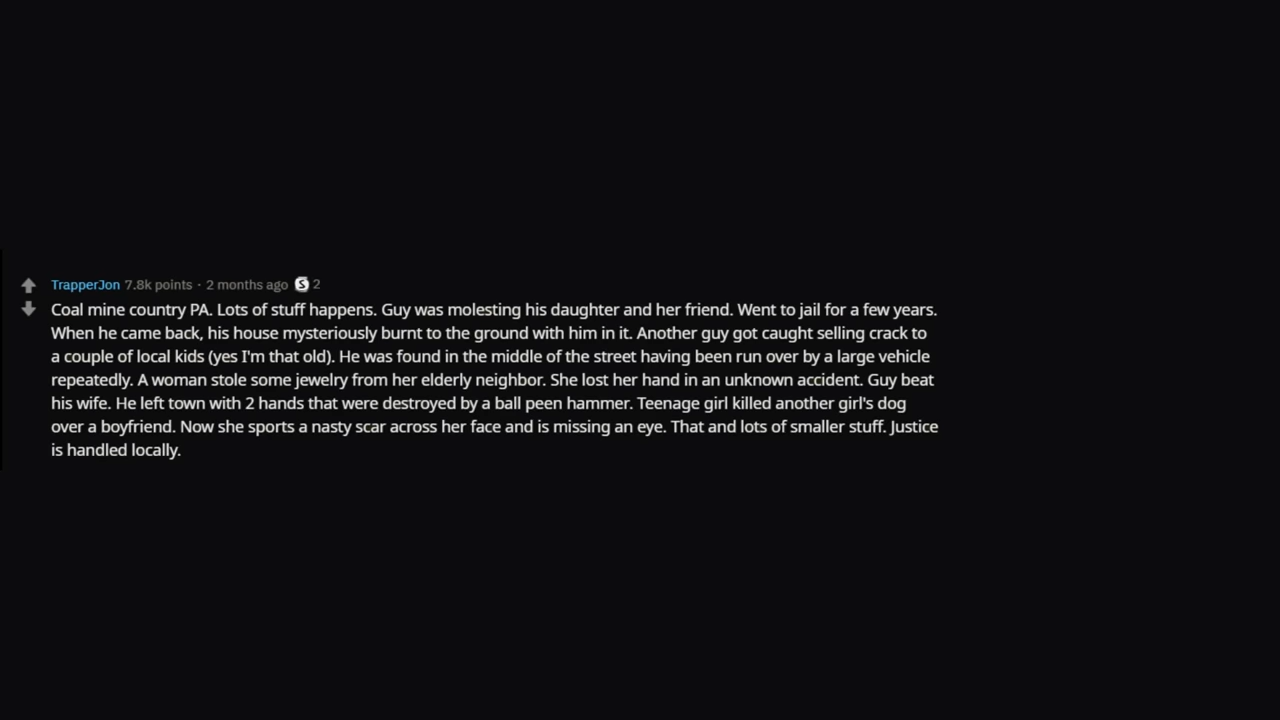 TrapperJon 7.8k points · 2 months ago S 2
Coal mine country PA. Lots of stuff happens. Guy was molesting his daughter and her friend. Went to jail for a few years.
When he came back, his house mysteriously burnt to the ground with him in it. Another guy got caught selling crack to
a couple of local kids (yes I'm that old). He was found in the middle of the street having been run over by a large vehicle
repeatedly. A woman stole some jewelry from her elderly neighbor. She lost her hand in an unknown accident. Guy beat
his wife. He left town with 2 hands that were destroyed by a ball peen hammer. Teenage girl killed another girl's dog
over a boyfriend. Now she sports a nasty scar across her face and is missing an eye. That and lots of smaller stuff. Justice
is handled locally.